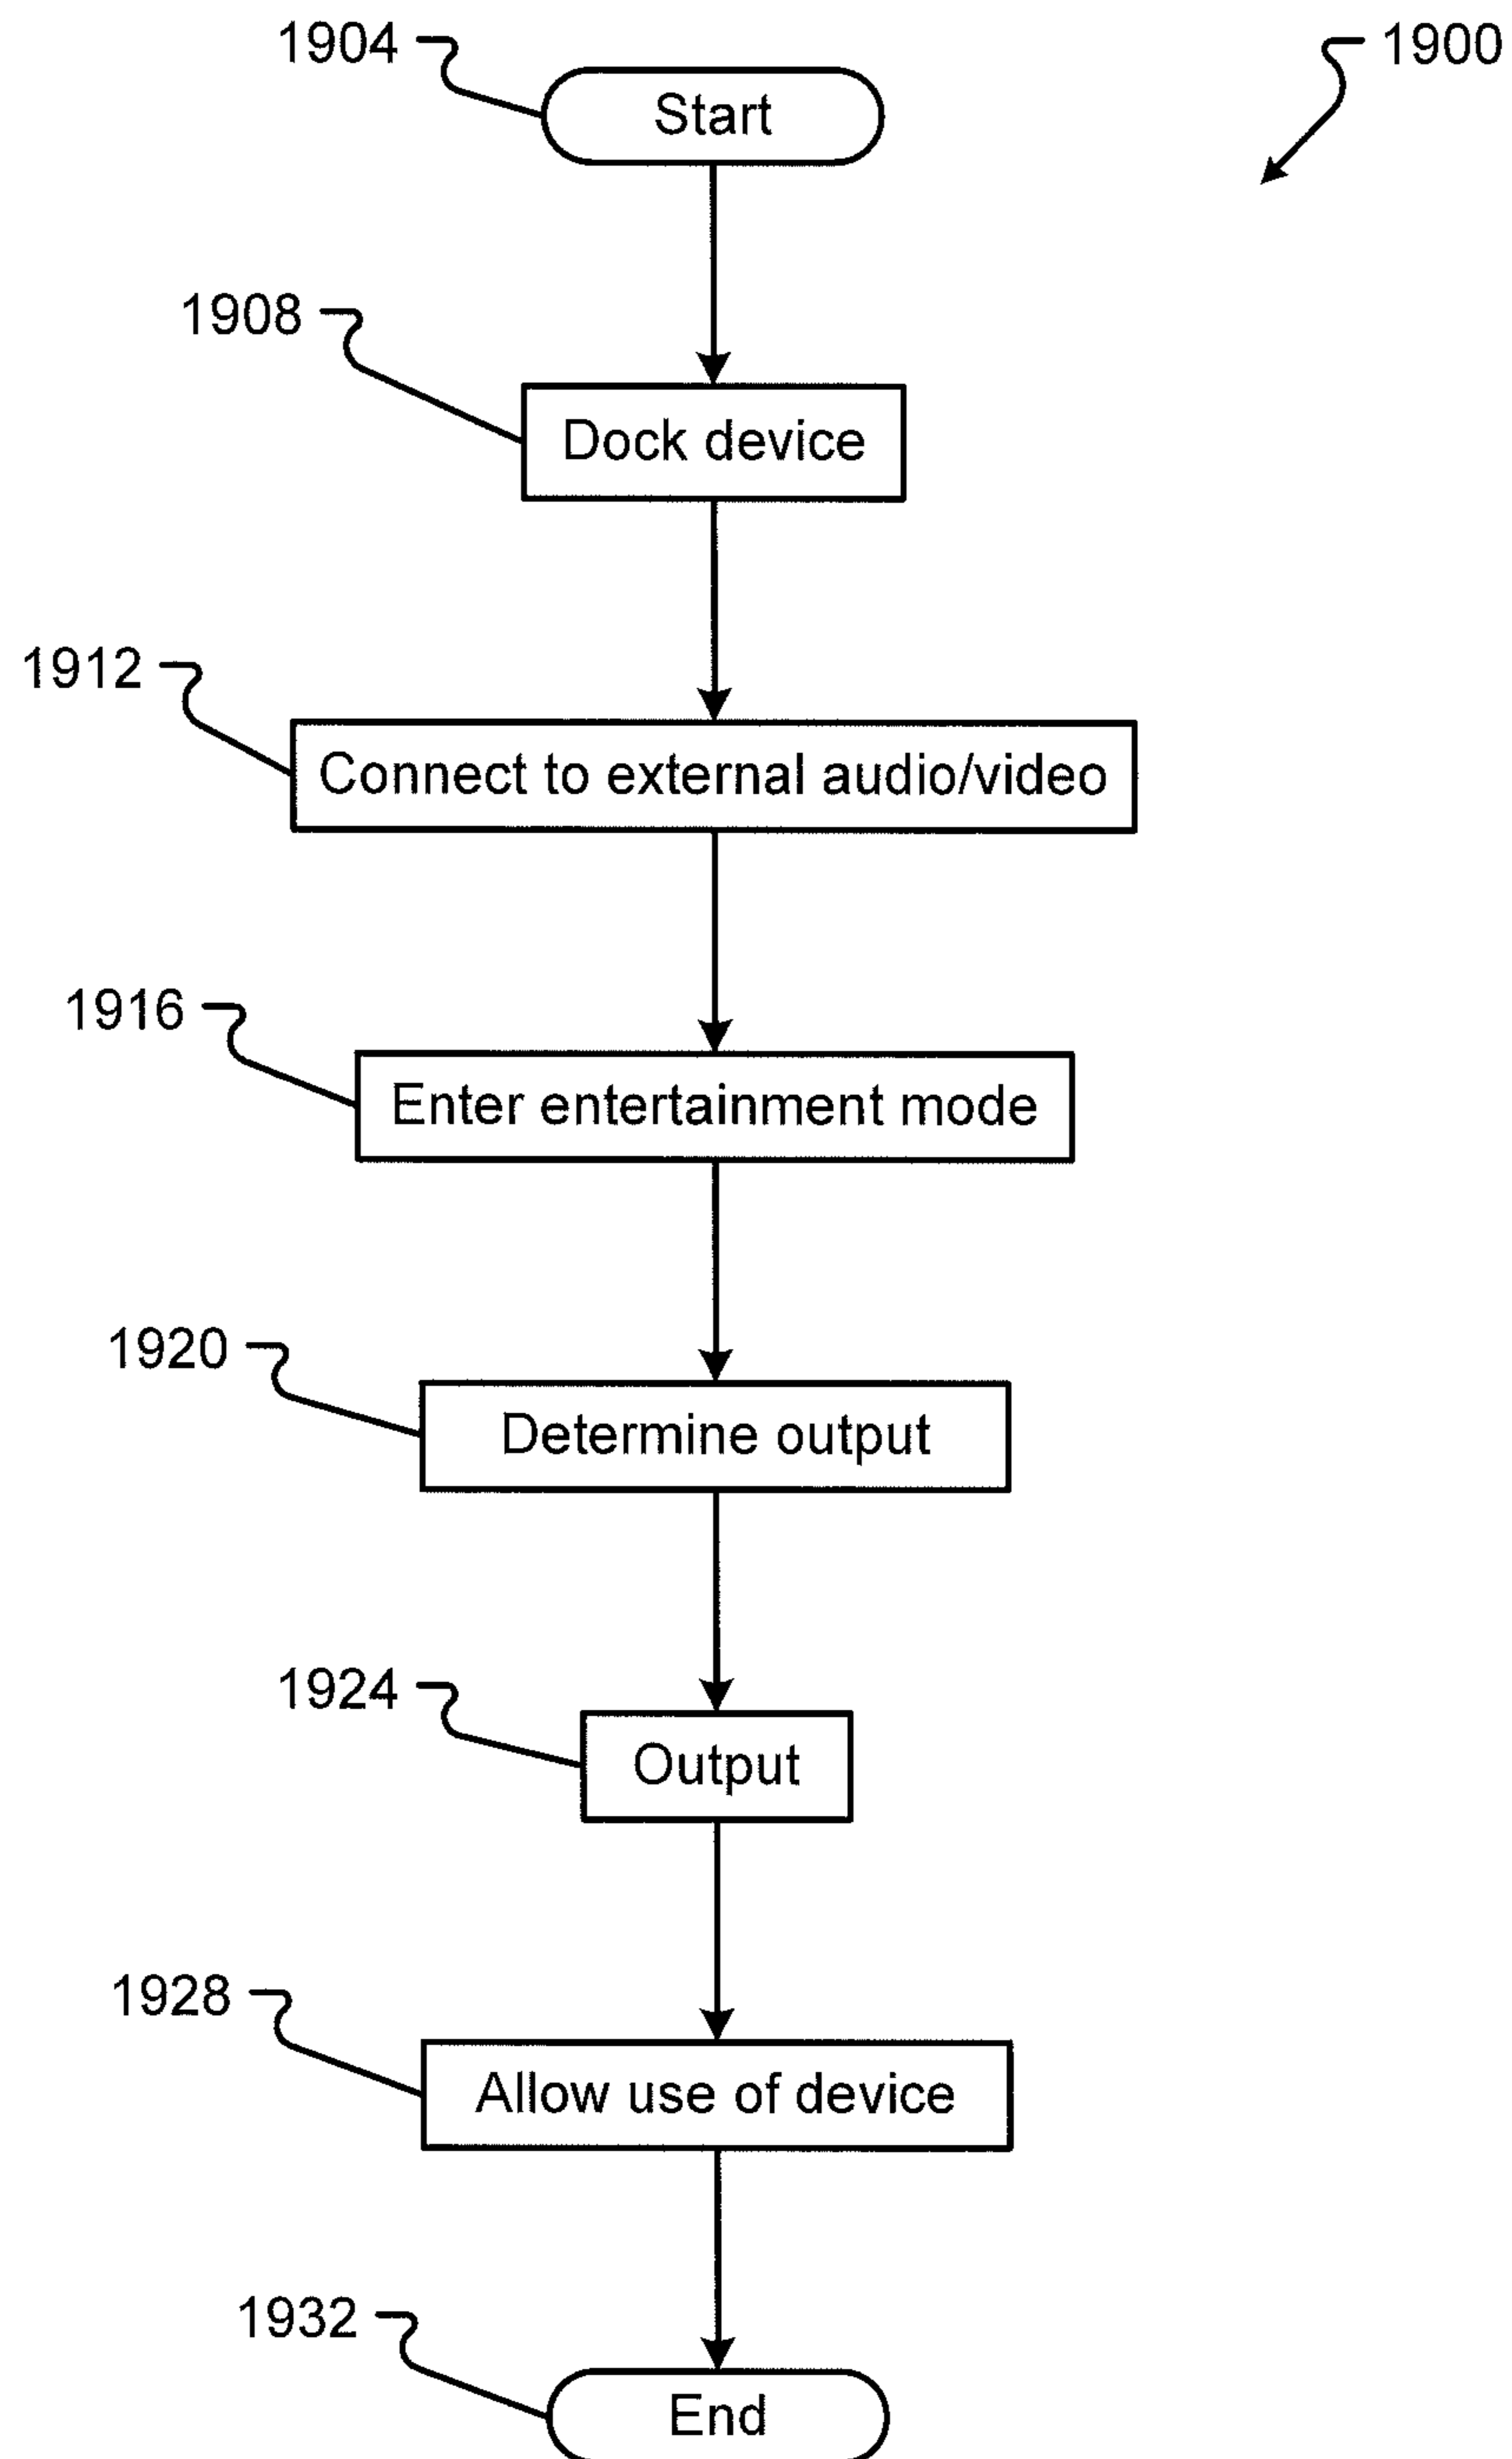 1904
Start
1900
1908
Dock device
1912
Connect to external audio/video
1916
Enter entertainment mode
1920
Determine output
1924
Output
1928
Allow use of device
1932
End